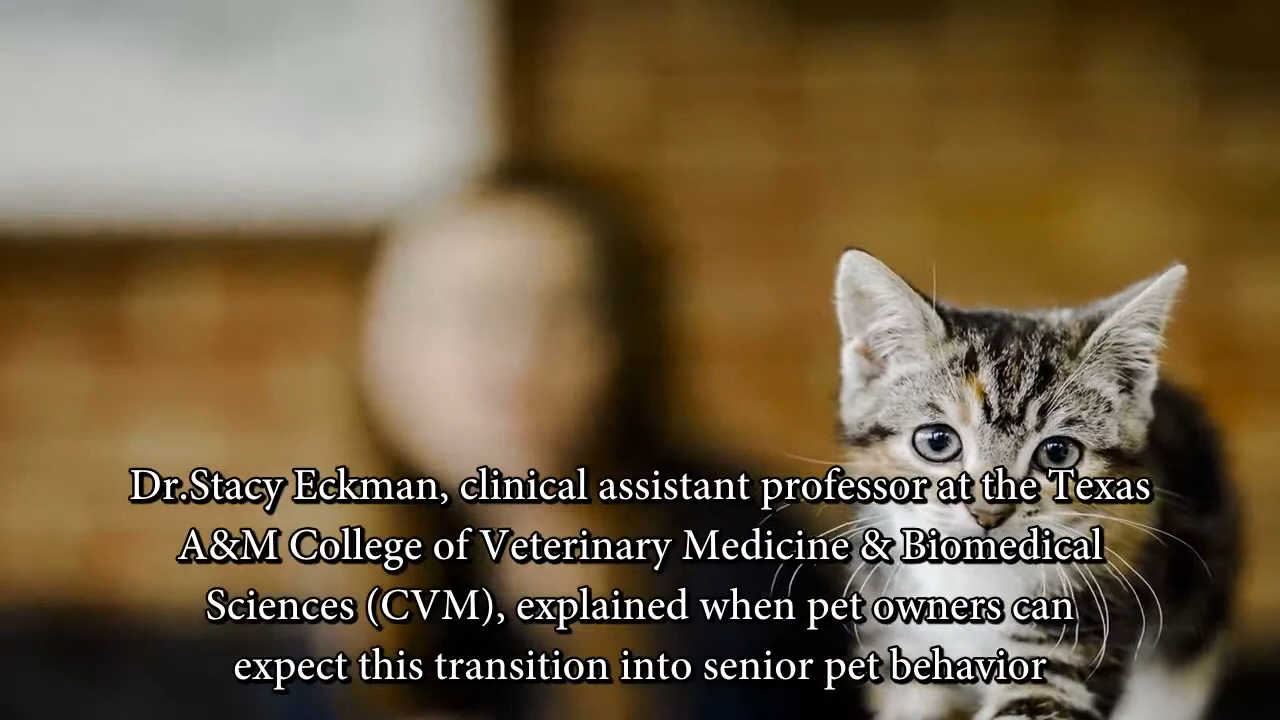 Dr.Stacy Eckman, clinical assistant professor at the Texas
A&M College of Veterinary Medicine & Biomedical
Sciences (CVM), explained when pet owners can
expect this transition into senior pet behavior